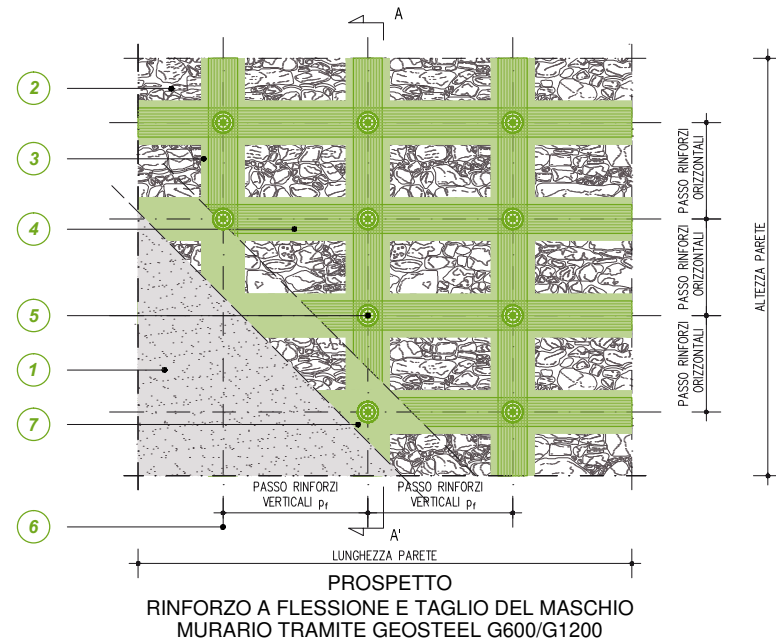 A
2
3
4
5
1
7
6
PASSO RINFORZI
ORIZZONTALI
PASSO RINFORZI
ORIZZONTALI
PASSO RINFORZI
ORIZZONTALI
ALTEZZA PARETE
PASSO RINFORZI
VERTICALI pf
PASSO RINFORZI
VERTICALI pf
A'
LUNGHEZZA PARETE
PROSPETTO
RINFORZO A FLESSIONE E TAGLIO DEL MASCHIO
MURARIO TRAMITE GEOSTEEL G600/G1200